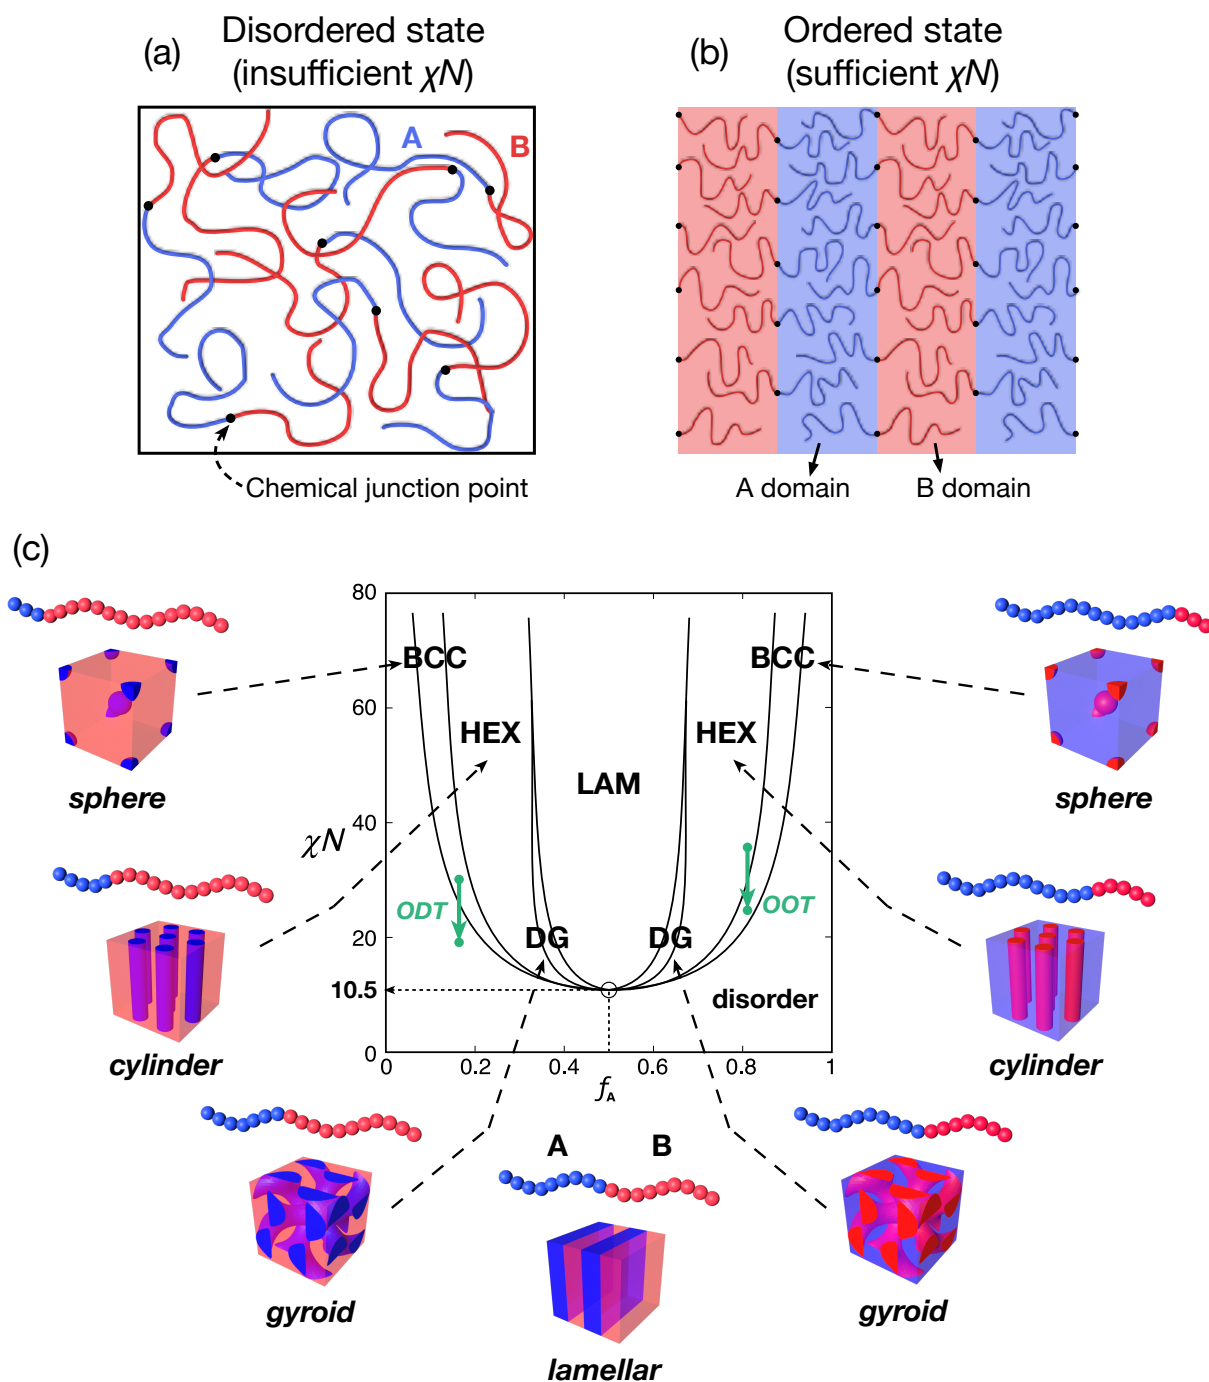 (a)
Disordered state
(insufficient χN)
(b)
Ordered state
(sufficient χN)
A
B
Chemical junction point
A domain
B domain
(c)
80
60
40
20
10.5
0
χN
BCC
BCC
HEX
HEX
LAM
ODT
OOT
DG
DG
disorder
0
0.2
0.4
0.6
0.8
1
fA
sphere
sphere
cylinder
cylinder
A
B
gyroid
gyroid
lamellar